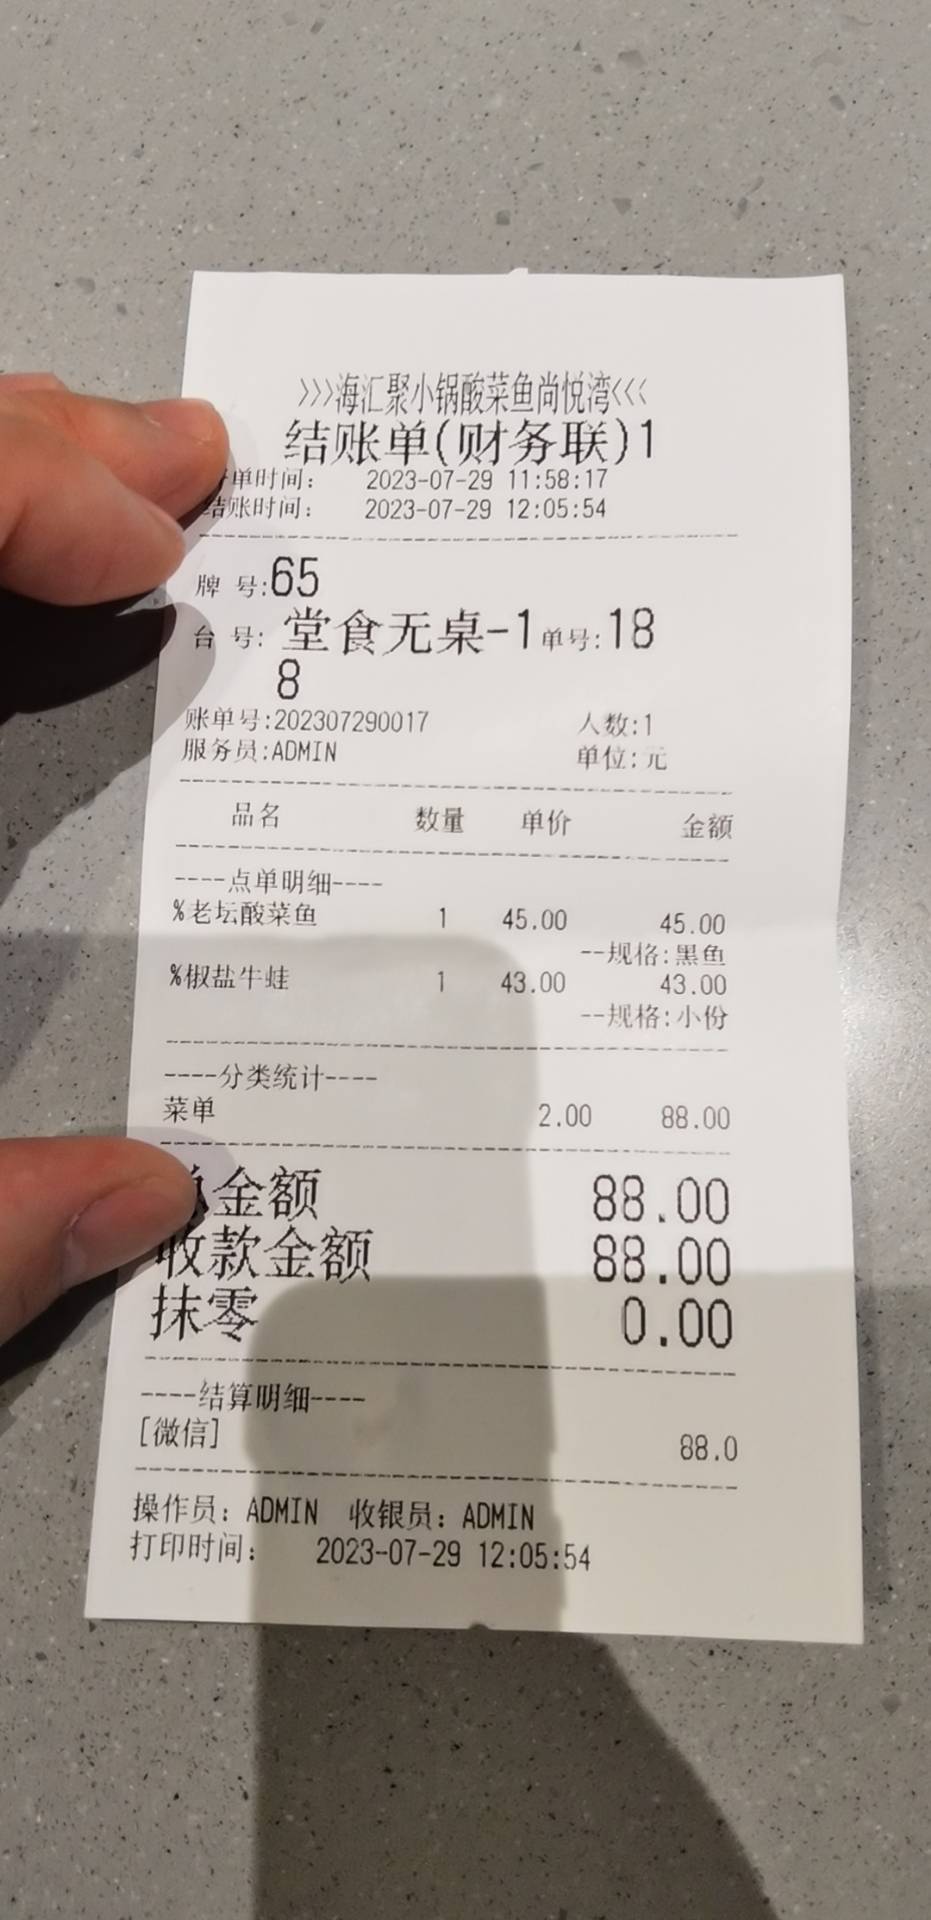 >>>海汇聚小锅酸菜鱼尚悦湾<<<
结账单(财务联)1
单时间： 2023-07-29 11:58:17
结账时间： 2023-07-29 12:05:54
牌 号:65
台 号: 堂食无桌-1 单号:18
8
账单号:202307290017 人数:1
服务员:ADMIN 单位:元
品名 数量 单价 金额
----点单明细----
%老坛酸菜鱼 1 45.00 45.00
--规格:黑鱼
%椒盐牛蛙 1 43.00 43.00
--规格:小份
----分类统计----
菜单 2.00 88.00
金额 88.00
收款金额 88.00
抹零 0.00
----结算明细----
[微信] 88.0
操作员：ADMIN 收银员：ADMIN
打印时间： 2023-07-29 12:05:54